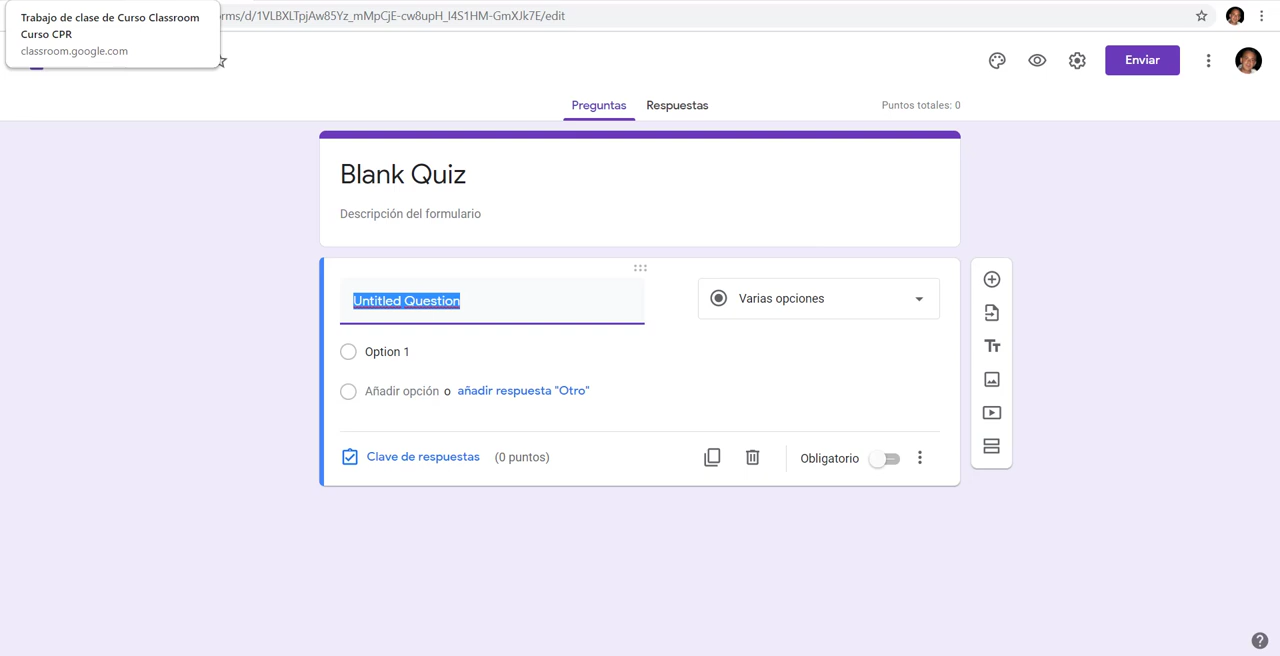 Trabajo de clase de Curso Classroom
Curso CPR
classroom.google.com
rms/d/1VLBXLTpjAw85Yz_mMpCjE-cw8upH_l4S1HM-GmXJk7E/edit
Enviar
Preguntas Respuestas Puntos totales: 0
Blank Quiz
Descripción del formulario
Untitled Question
Varias opciones
Option 1
Añadir opción o añadir respuesta "Otro"
Clave de respuestas (0 puntos) Obligatorio